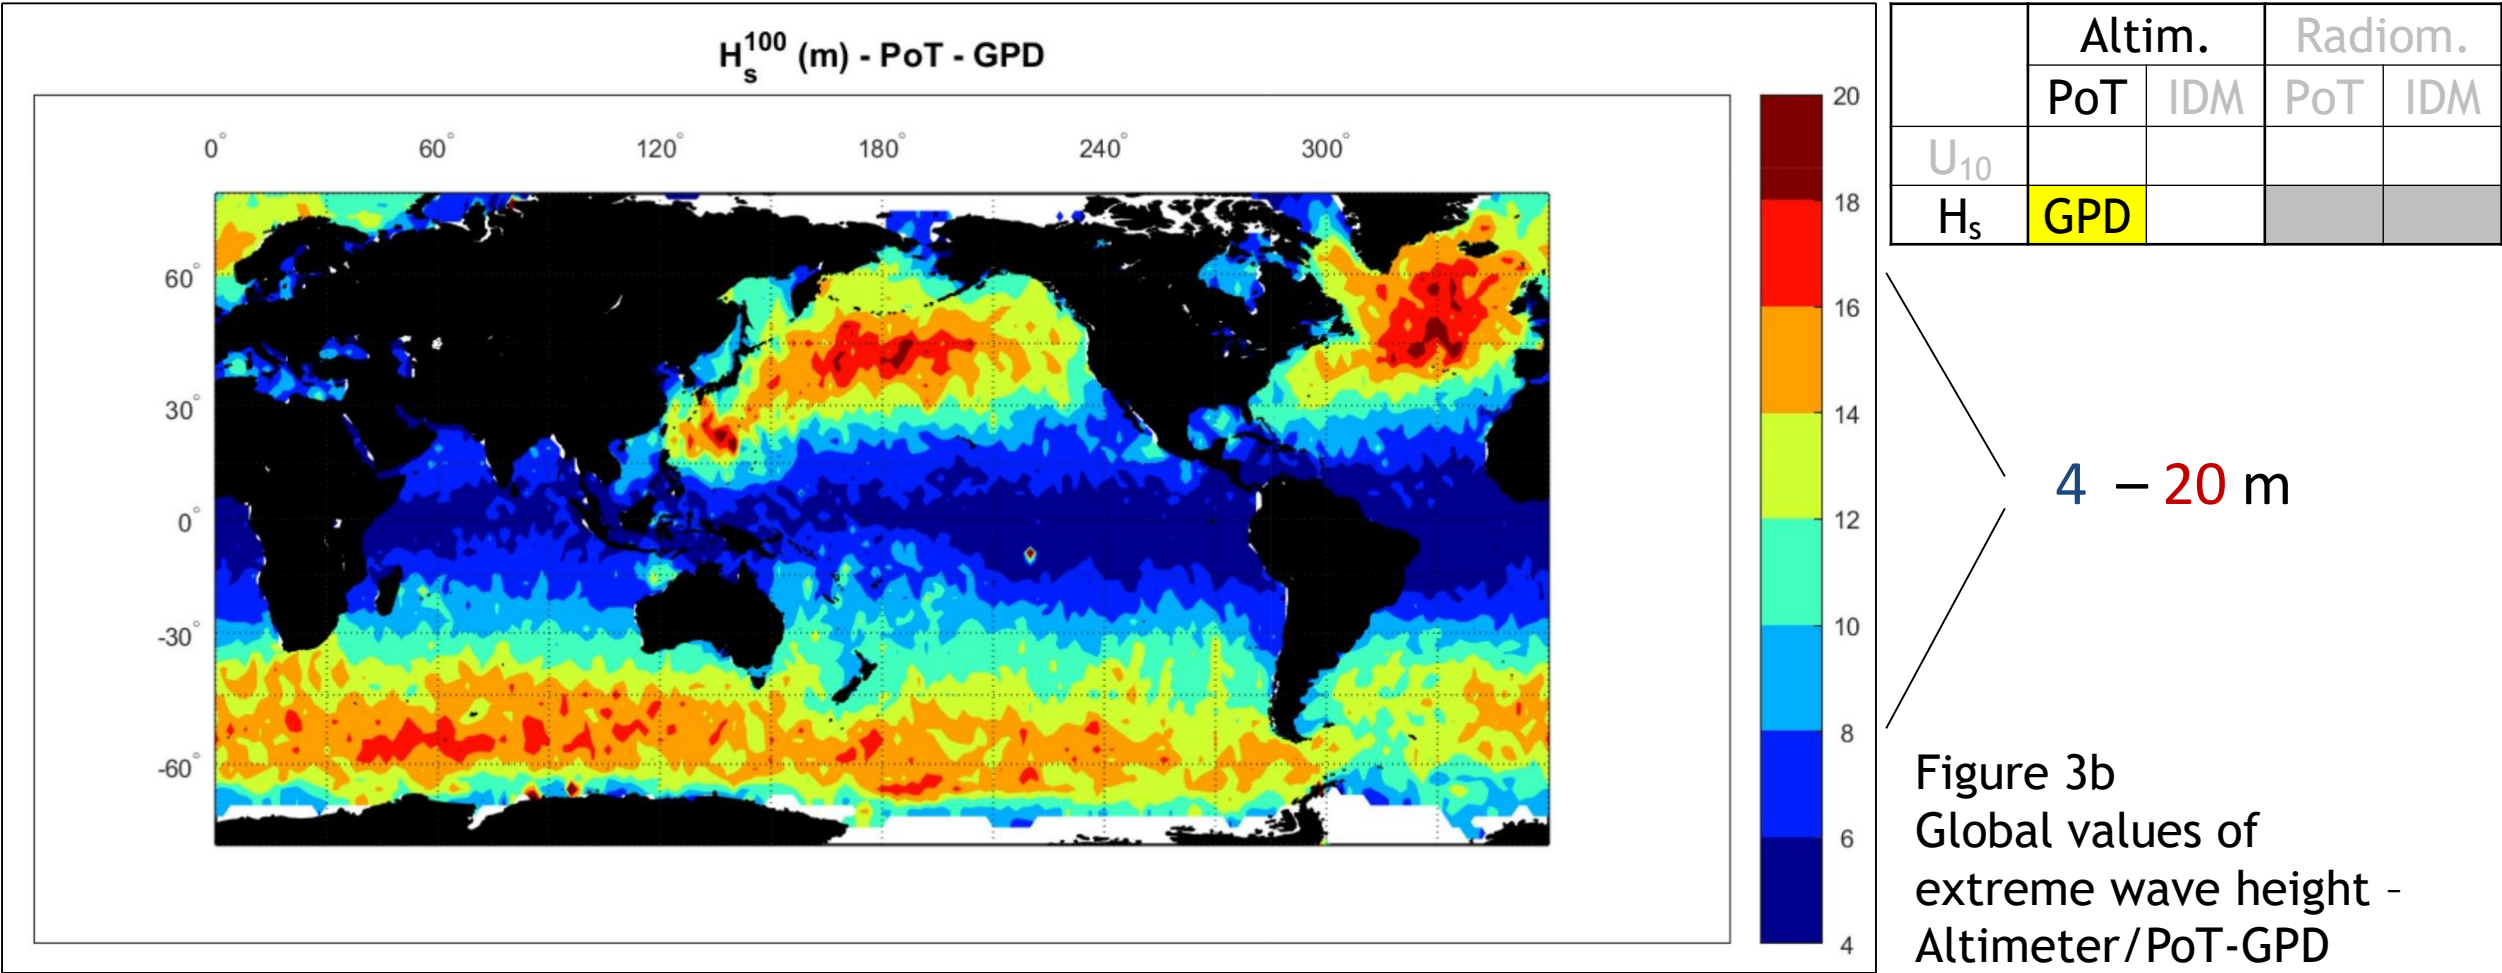 H_s^100 (m) - PoT - GPD
0° 60° 120° 180° 240° 300°
60°
30°
0°
-30°
-60°
20
18
16
14
12
10
8
6
4
Altim. Radiom.
PoT IDM PoT IDM
U₁₀
Hₛ GPD
4 – 20 m
Figure 3b
Global values of
extreme wave height –
Altimeter/PoT-GPD